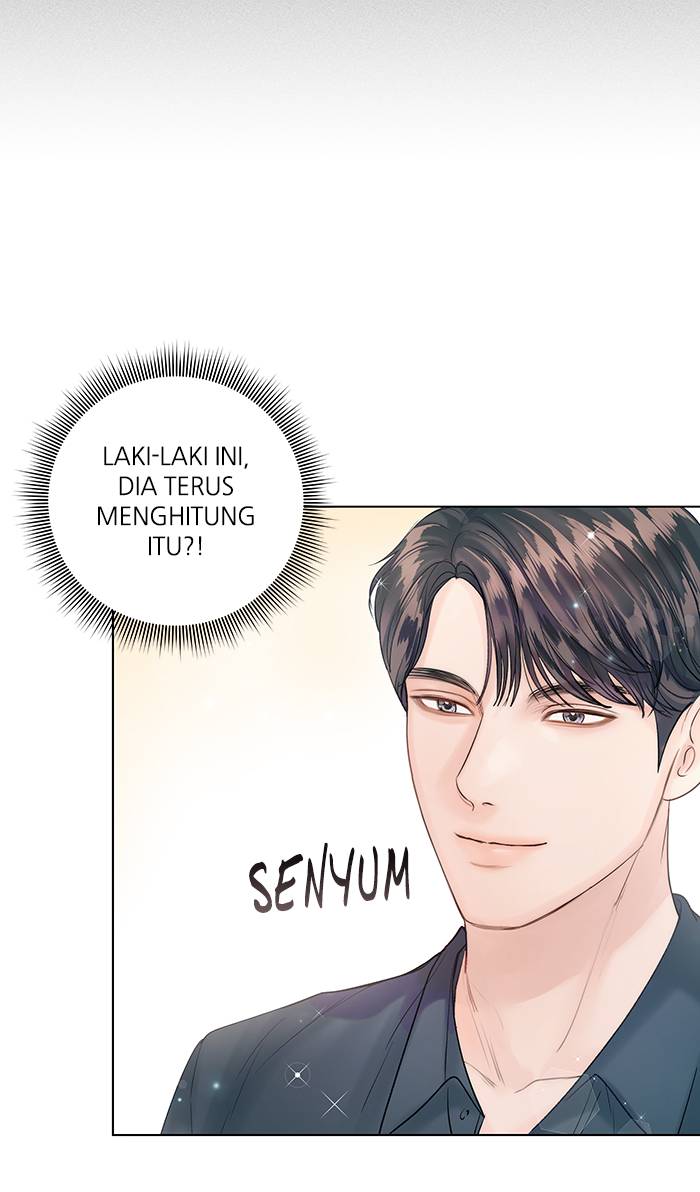 LAKI-LAKI INI,
DIA TERUS
MENGHITUNG
ITU?!
SENYUM